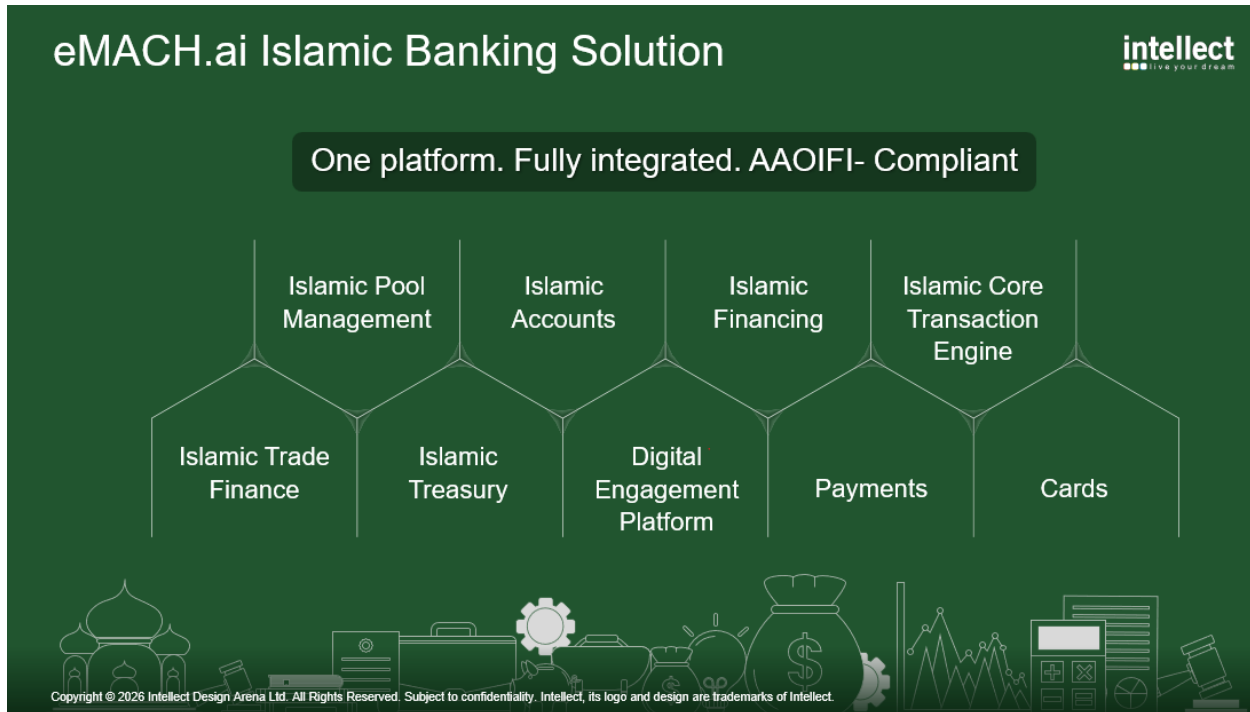 eMACH.ai Islamic Banking Solution
intellect
live your dream
One platform. Fully integrated. AAOIFI- Compliant
Islamic Pool
Management
Islamic
Accounts
Islamic
Financing
Islamic Core
Transaction
Engine
Islamic Trade
Finance
Islamic
Treasury
Digital
Engagement
Platform
Payments
Cards
$
$
Copyright © 2026 Intellect Design Arena Ltd. All Rights Reserved. Subject to confidentiality. Intellect, its logo and design are trademarks of Intellect.